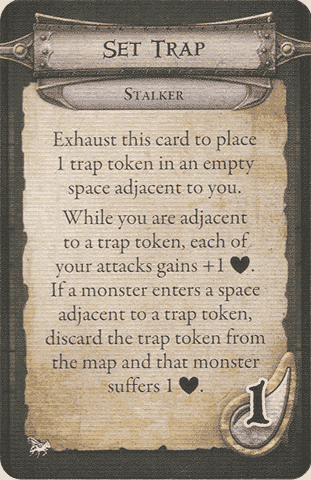 Set Trap
Stalker
Exhaust this card to place
1 trap token in an empty
space adjacent to you.
While you are adjacent
to a trap token, each of
your attacks gains +1 ♥.
If a monster enters a space
adjacent to a trap token,
discard the trap token from
the map and that monster
suffers 1 ♥.
1